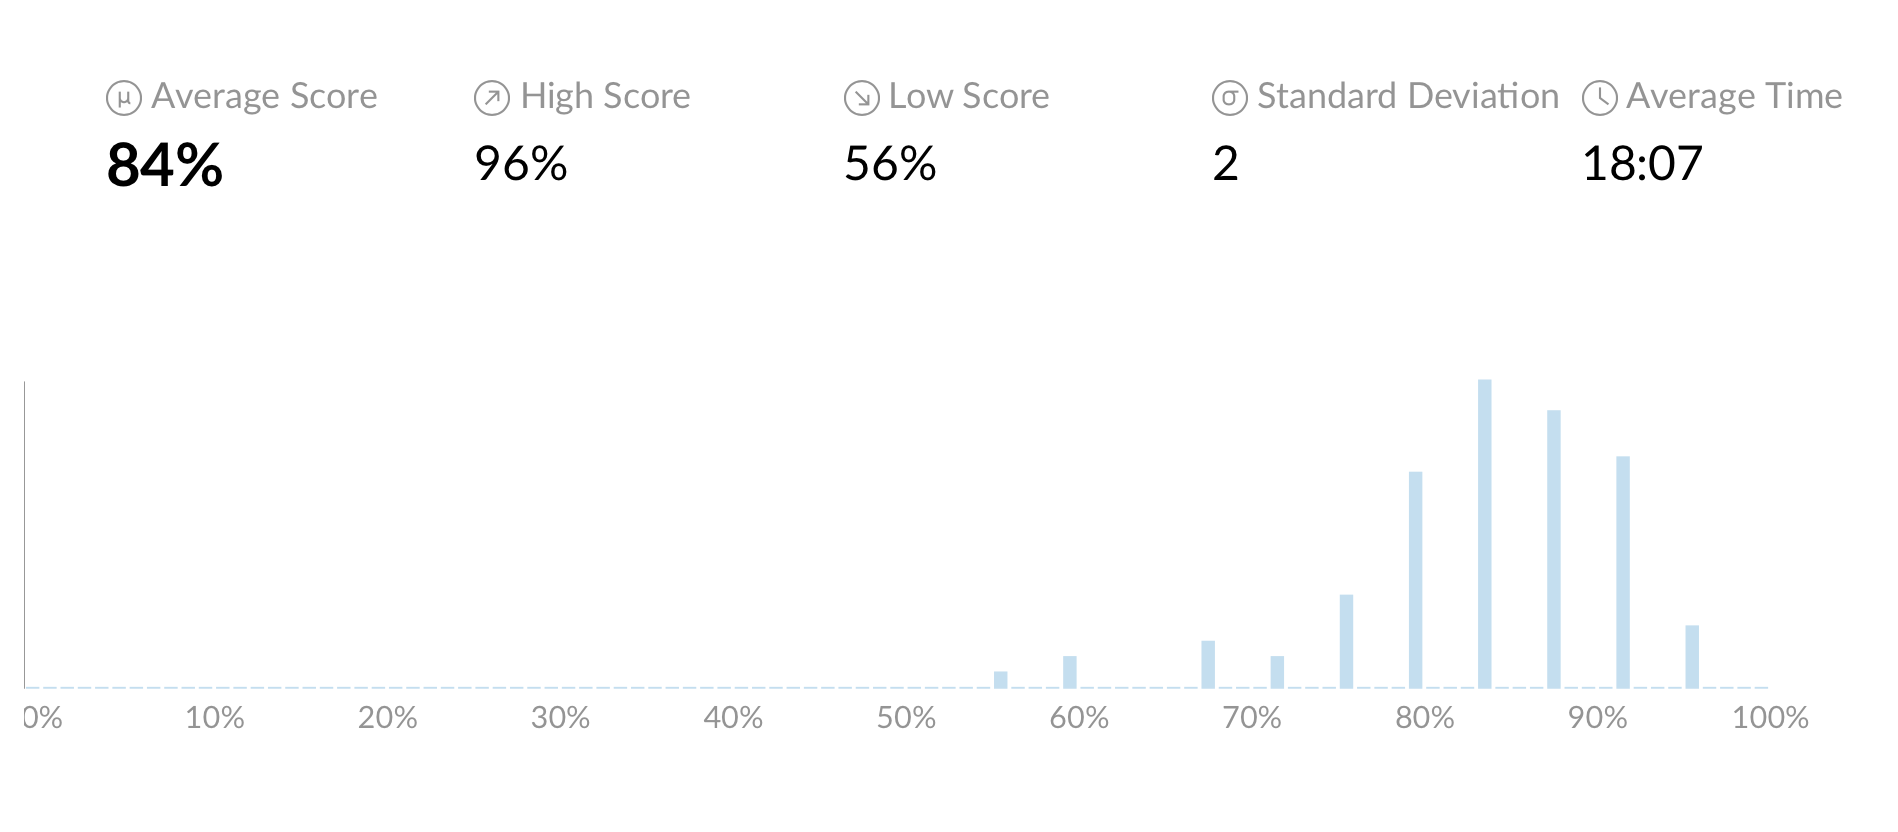 μ Average Score
84%
High Score
96%
Low Score
56%
σ Standard Deviation
2
Average Time
18:07
0% 10% 20% 30% 40% 50% 60% 70% 80% 90% 100%